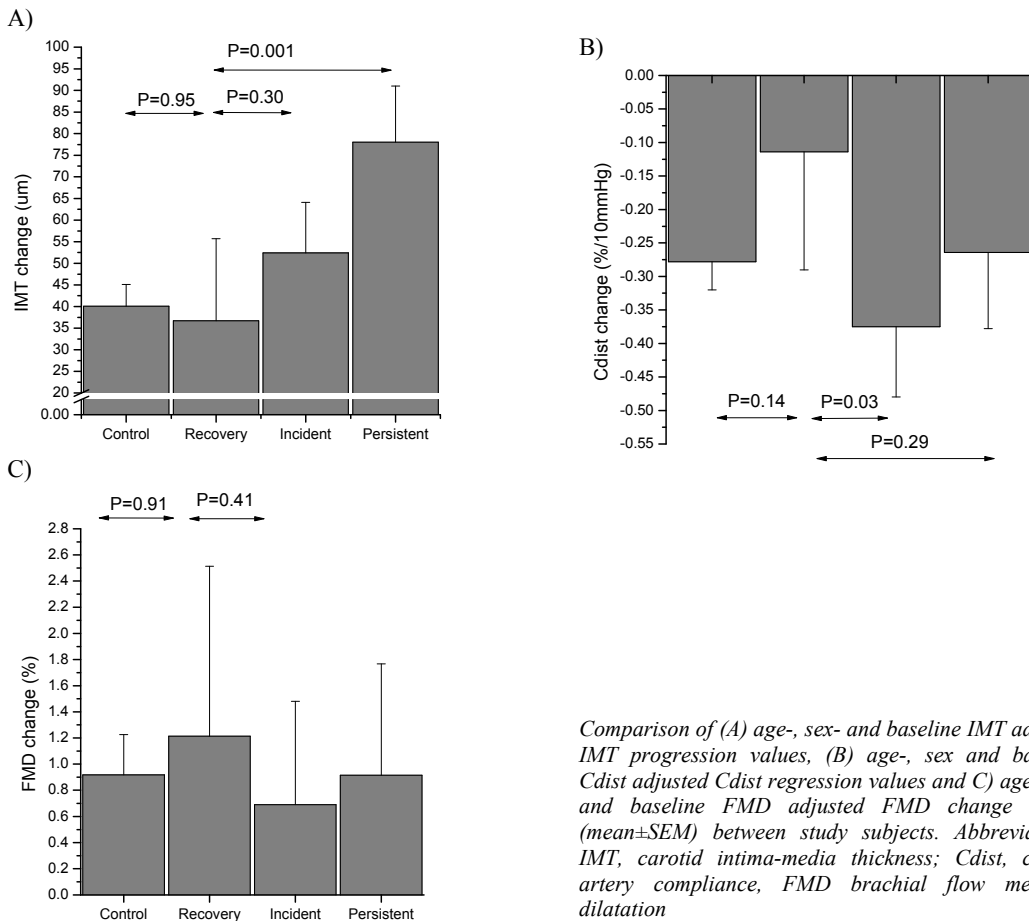 A)
P=0.001
P=0.95
P=0.30
100
95
90
85
80
75
70
65
60
55
50
45
40
35
30
25
20
0.00
IMT change (um)
Control Recovery Incident Persistent
B)
0.00
-0.05
-0.10
-0.15
-0.20
-0.25
-0.30
-0.35
-0.40
-0.45
-0.50
-0.55
Cdist change (%/10mmHg)
P=0.14
P=0.03
P=0.29
C)
P=0.91
P=0.41
2.8
2.6
2.4
2.2
2.0
1.8
1.6
1.4
1.2
1.0
0.8
0.6
0.4
0.2
0.0
FMD change (%)
Control Recovery Incident Persistent
Comparison of (A) age-, sex- and baseline IMT
IMT progression values, (B) age-, sex and
Cdist adjusted Cdist regression values and C)
and baseline FMD adjusted FMD change
(mean±SEM) between study subjects.
IMT, carotid intima-media thickness; Cdist,
artery compliance, FMD brachial flow
dilatation